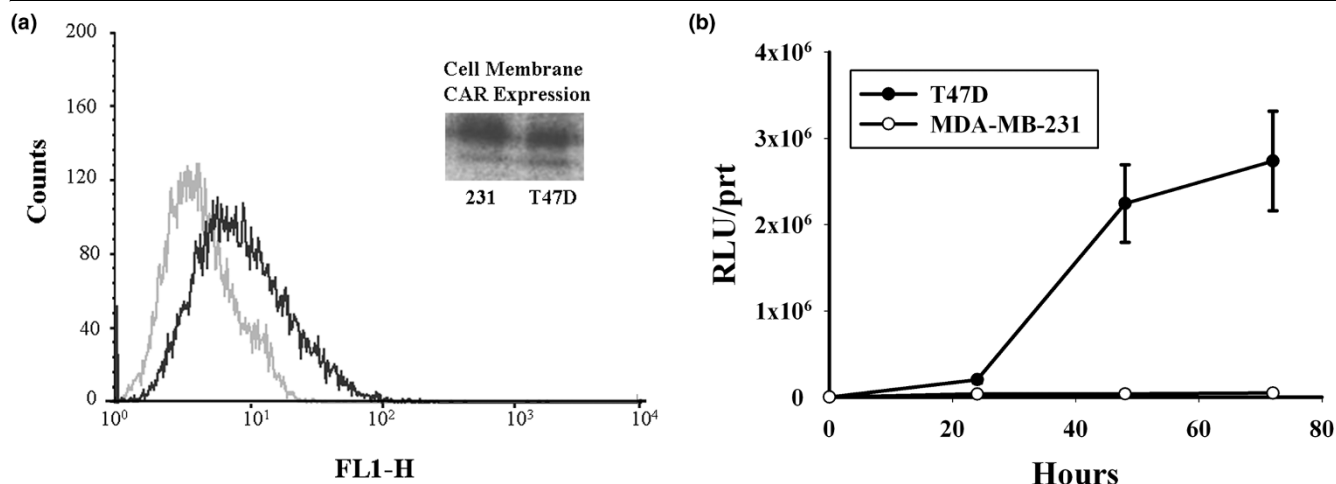 (a)
200
160
120
80
40
0
Counts
10⁰ 10¹ 10² 10³ 10⁴
FL1-H
Cell Membrane
CAR Expression
231 T47D
(b)
4x10⁶
3x10⁶
2x10⁶
1x10⁶
0
RLU/prt
T47D
MDA-MB-231
0 20 40 60 80
Hours